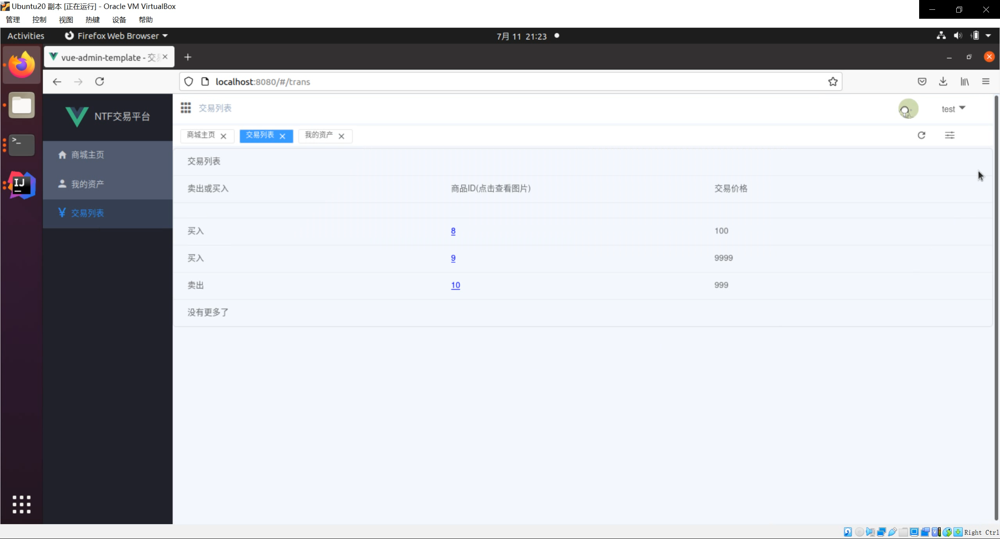 Ubuntu20 副本 [正在运行] - Oracle VM VirtualBox
管理 控制 视图 热键 设备 帮助
Activities Firefox Web Browser 7月 11 21:23
vue-admin-template - 交
localhost:8080/#/trans
NTF交易平台
交易列表
test
商城主页 交易列表 我的资产
商城主页
我的资产
¥ 交易列表
交易列表
卖出或买入 商品ID(点击查看图片) 交易价格
买入 8 100
买入 9 9999
卖出 10 999
没有更多了
Right Ctrl